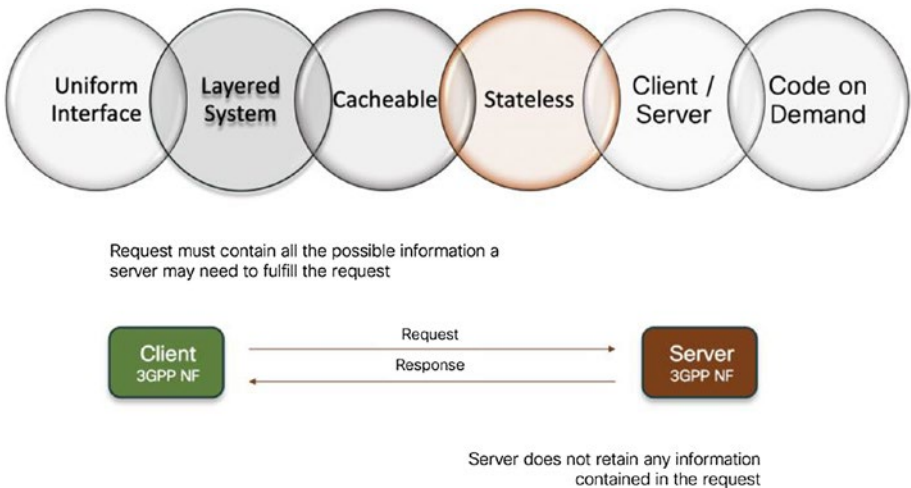 Uniform
Interface
Layered
System
Cacheable
Stateless
Client /
Server
Code on
Demand
Request must contain all the possible information a
server may need to fulfill the request
Client
3GPP NF
Request
Response
Server
3GPP NF
Server does not retain any information
contained in the request